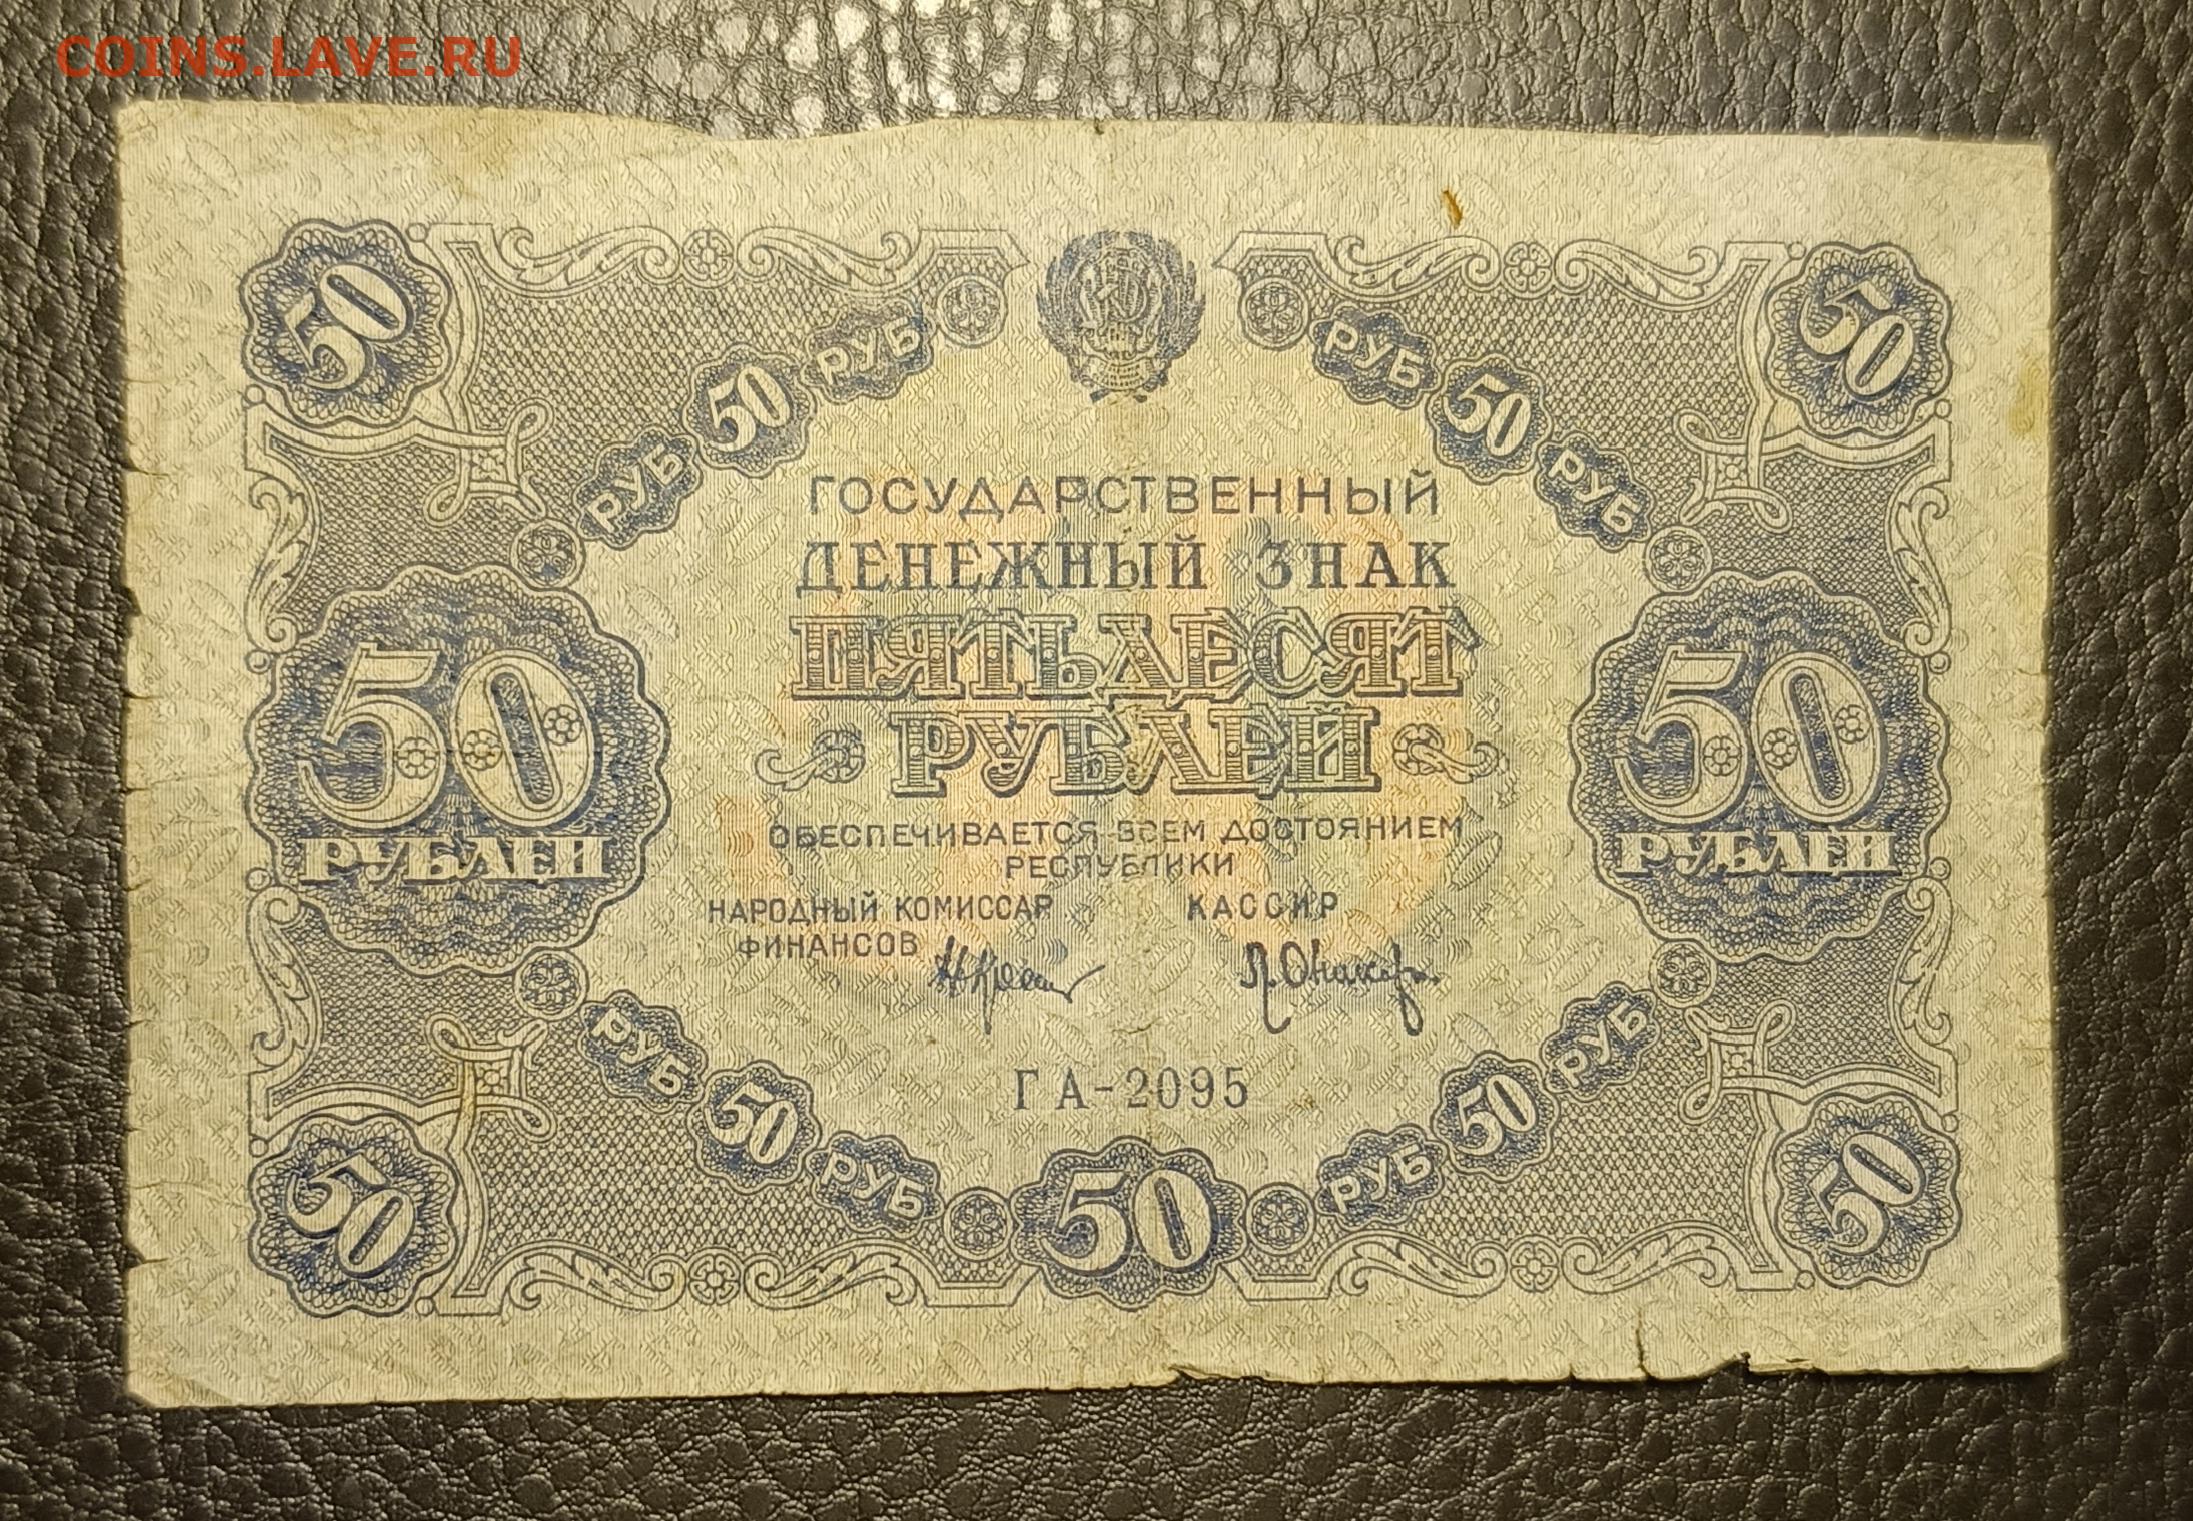 COINS.LAVE.RU
50
50
РУБ 50 РУБ
РУБ 50 РУБ
ГОСУДАРСТВЕННЫЙ
ДЕНЕЖНЫЙ ЗНАК
ПЯТЬДЕСЯТ
РУБЛЕЙ
50
РУБЛЕЙ
50
РУБЛЕЙ
ОБЕСПЕЧИВАЕТСЯ ВСЕМ ДОСТОЯНИЕМ
РЕСПУБЛИКИ
НАРОДНЫЙ КОМИССАР
ФИНАНСОВ
КАССИР
ГА-2095
РУБ 50 РУБ
РУБ 50 РУБ
50
50
50